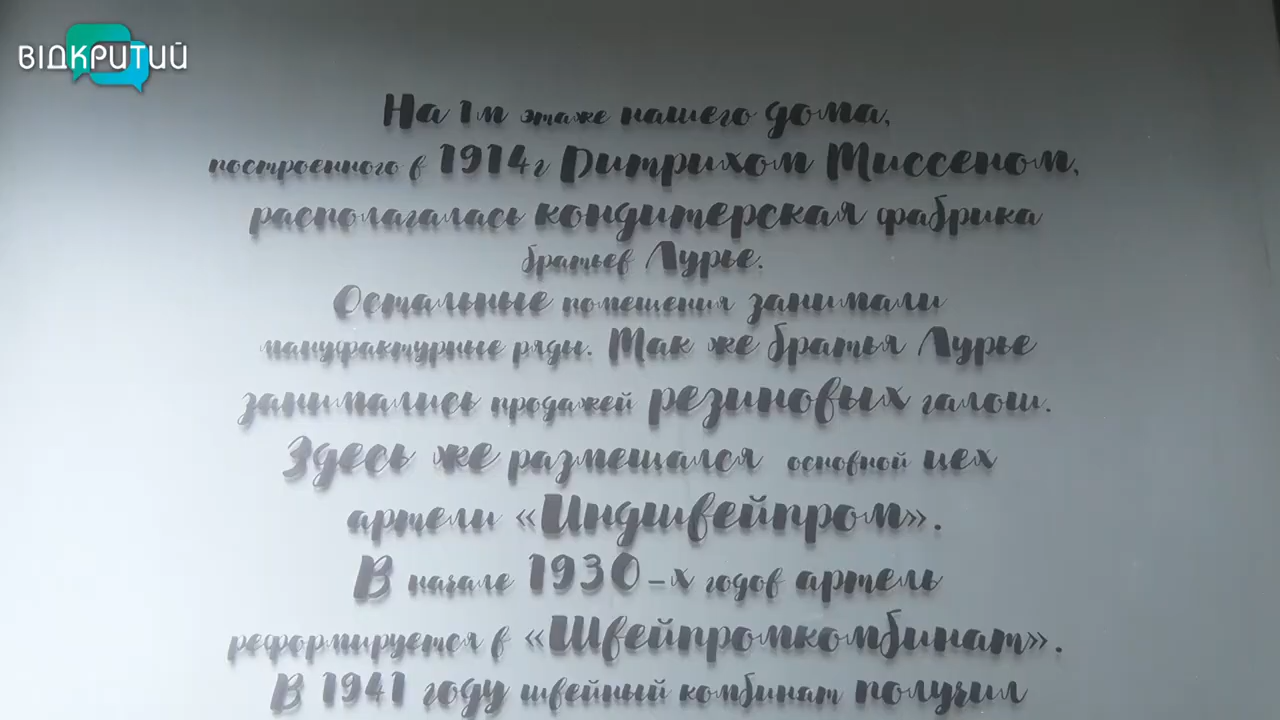 ВІДКРИТИЙ
На 1м этаже нашего дома,
построенного в 1914г Дитрихом Тиссеном,
располагалась кондитерская фабрика
братьев Лурье.
Остальные помещения занимали
мануфактурные ряды. Так же братья Лурье
занимались продажей резиновых галош.
Здесь же размещался основной цех
артели «Индшвейпром».
В начале 1930-х годов артель
реформируется в «Швейпромкомбинат».
В 1941 году швейный комбинат получил